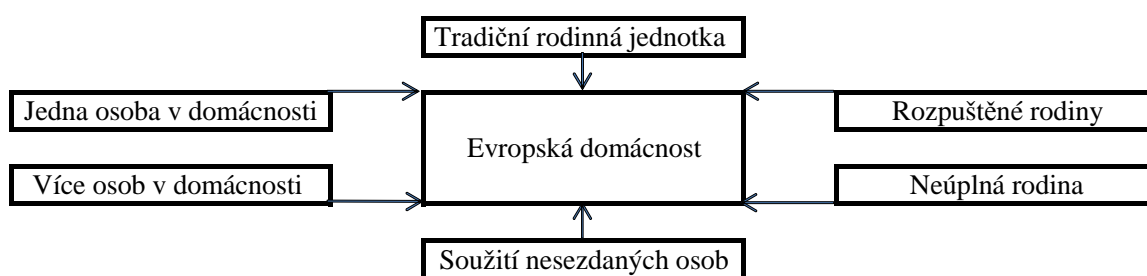 Tradiční rodinná jednotka
Jedna osoba v domácnosti
Rozpuštěné rodiny
Evropská domácnost
Více osob v domácnosti
Neúplná rodina
Soužití nesezdaných osob